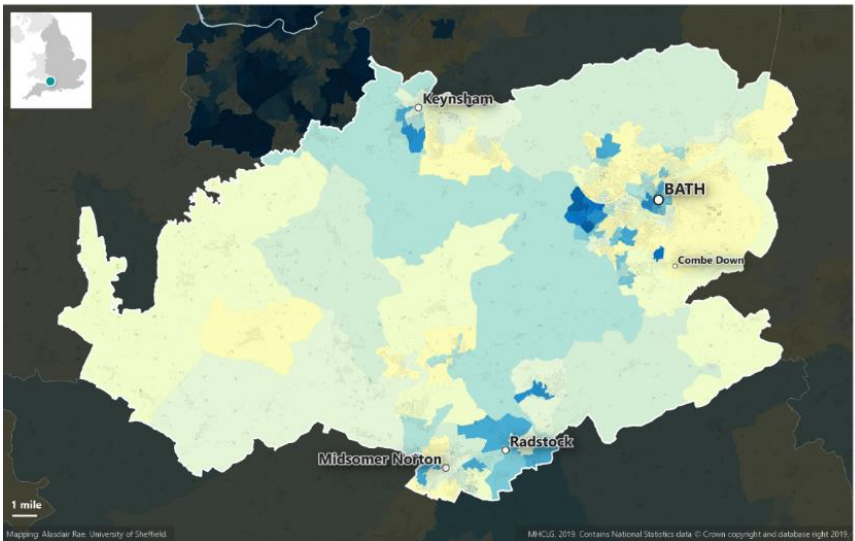 Keynsham
BATH
Combe Down
Radstock
Midsomer Norton
1 mile
Mapping: Alasdair Rae. University of Sheffield.
MHCLG. 2019. Contains National Statistics data © Crown copyright and database right 2019.